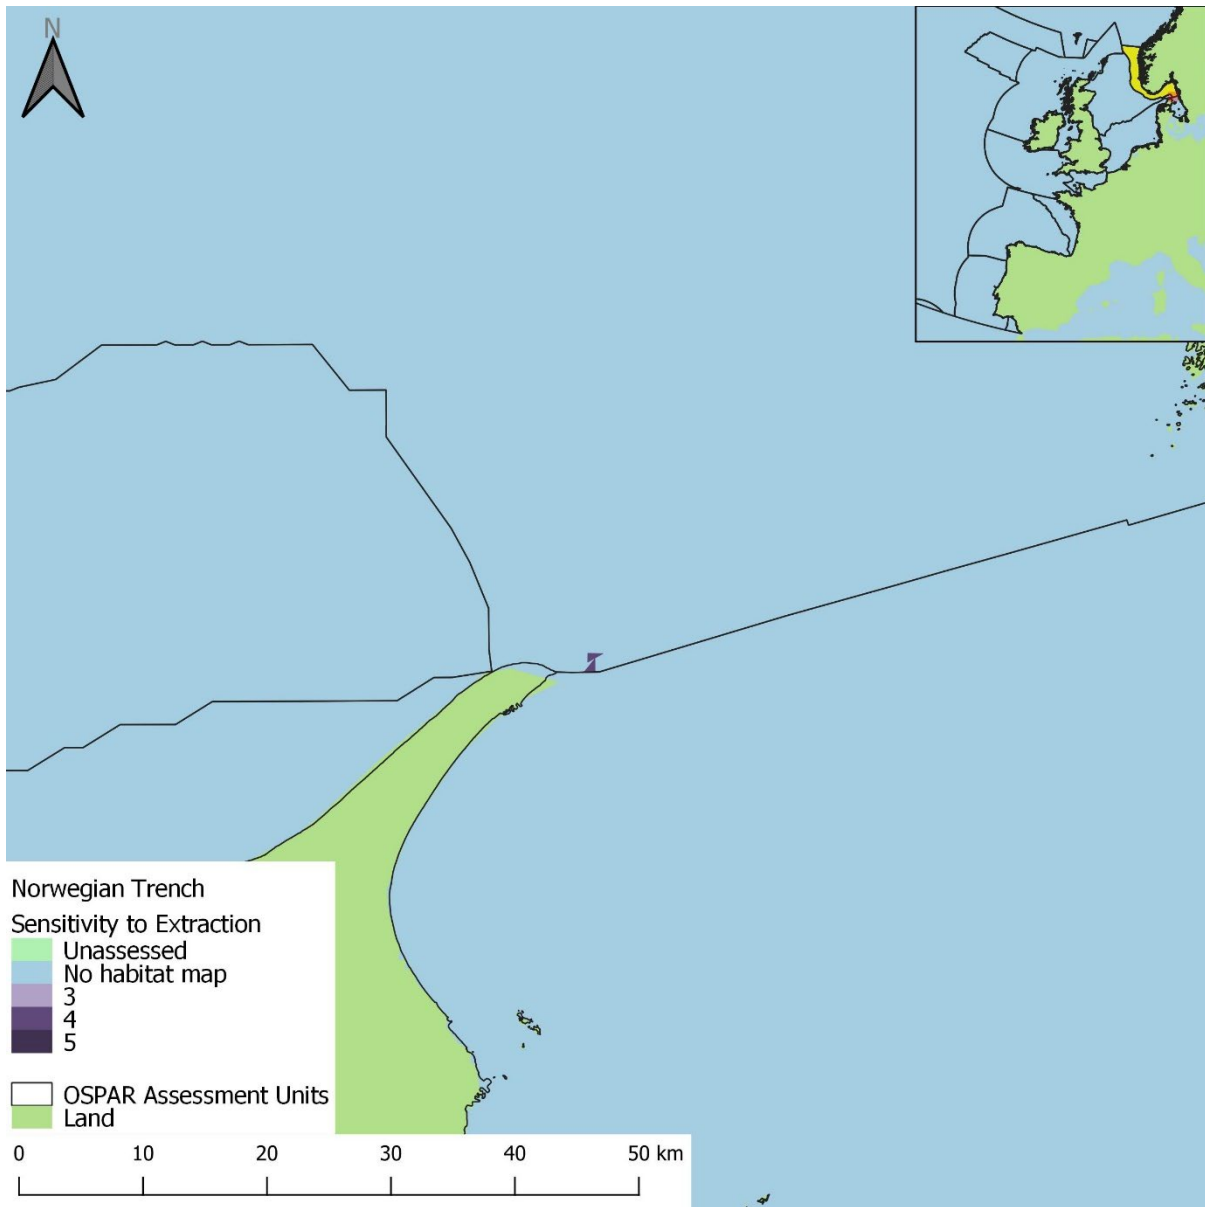 N
Norwegian Trench
Sensitivity to Extraction
Unassessed
No habitat map
3
4
5
OSPAR Assessment Units
Land
0 10 20 30 40 50 km